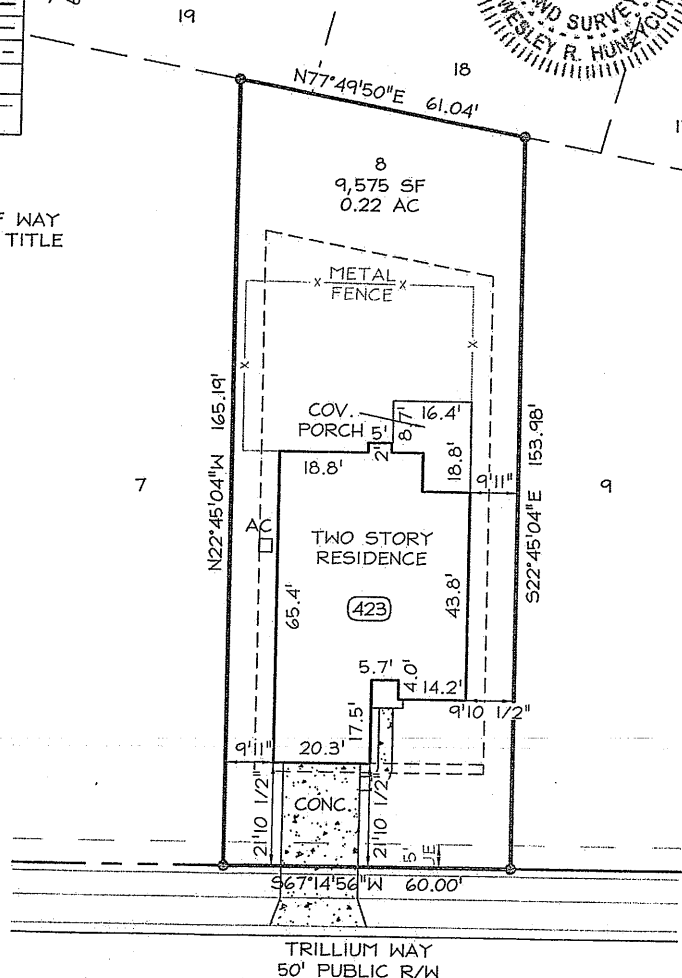 19
ND SURVEY
WESLEY R. HUNEYCUT
18
N77°49'50"E 61.04'
8
9,575 SF
0.22 AC
F WAY
TITLE
x METAL x
FENCE
x
x
N22°45'04"W 165.19'
S22°45'04"E 153.98'
COV.
PORCH
8.7'
16.4'
5'
2'
18.8'
18.8'
9'11"
7
9
AC
TWO STORY
RESIDENCE
423
65.4'
43.8'
5.7'
4.0'
14.2'
9'10 1/2"
17.5'
9'11"
20.3'
21'10 1/2"
CONC.
21'10 1/2"
5'
UE
S67°14'56"W 60.00'
TRILLIUM WAY
50' PUBLIC R/W